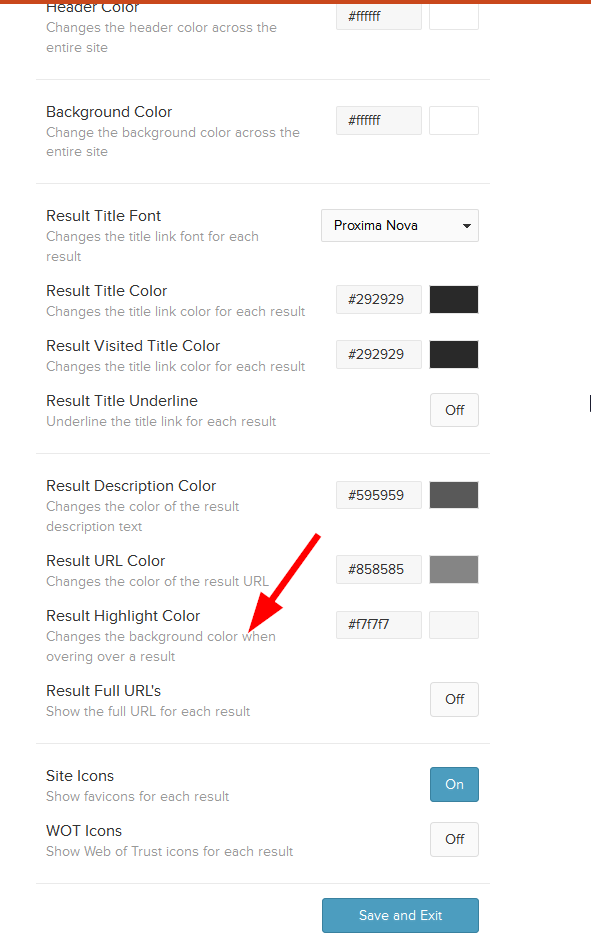 Header Color
#ffffff
Changes the header color across the
entire site
Background Color
#ffffff
Change the background color across the
entire site
Result Title Font
Proxima Nova
Changes the title link font for each
result
Result Title Color
#292929
Changes the title link color for each result
Result Visited Title Color
#292929
Changes the title link color for each result
Result Title Underline
Off
Underline the title link for each result
Result Description Color
#595959
Changes the color of the result
description text
Result URL Color
#858585
Changes the color of the result URL
Result Highlight Color
#f7f7f7
Changes the background color when
overing over a result
Result Full URL's
Off
Show the full URL for each result
Site Icons
On
Show favicons for each result
WOT Icons
Off
Show Web of Trust icons for each result
Save and Exit